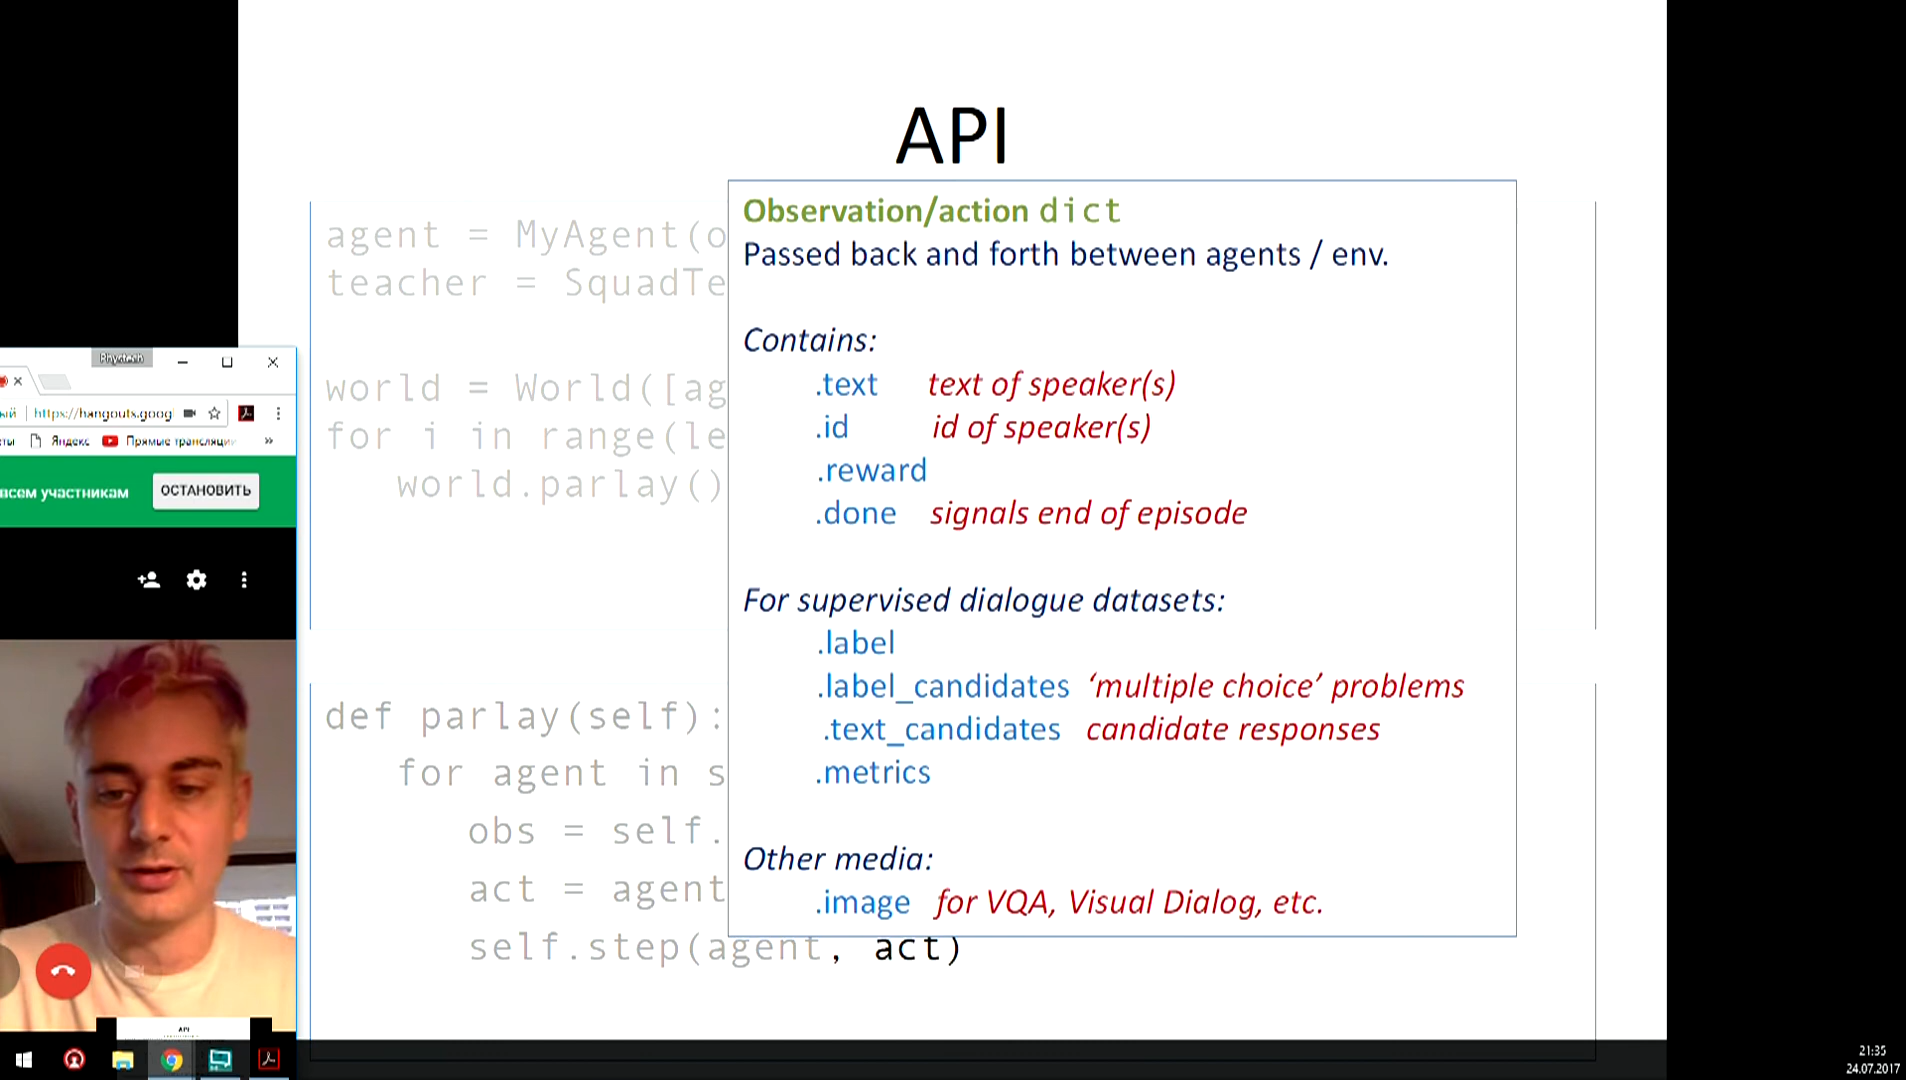 API
agent = MyAgent(o
teacher = SquadTe
world = World([ag
for i in range(le
world.parlay()
def parlay(self):
for agent in s
obs = self.
act = agent
self.step(agent, act)
Observation/action dict
Passed back and forth between agents / env.
Contains:
.text text of speaker(s)
.id id of speaker(s)
.reward
.done signals end of episode
For supervised dialogue datasets:
.label
.label_candidates ‘multiple choice’ problems
.text_candidates candidate responses
.metrics
Other media:
.image for VQA, Visual Dialog, etc.
Phystech
ый https://hangouts.goog
ты Яндекс Прямые трансляции
всем участникам ОСТАНОВИТЬ
API
21:35
24.07.2017